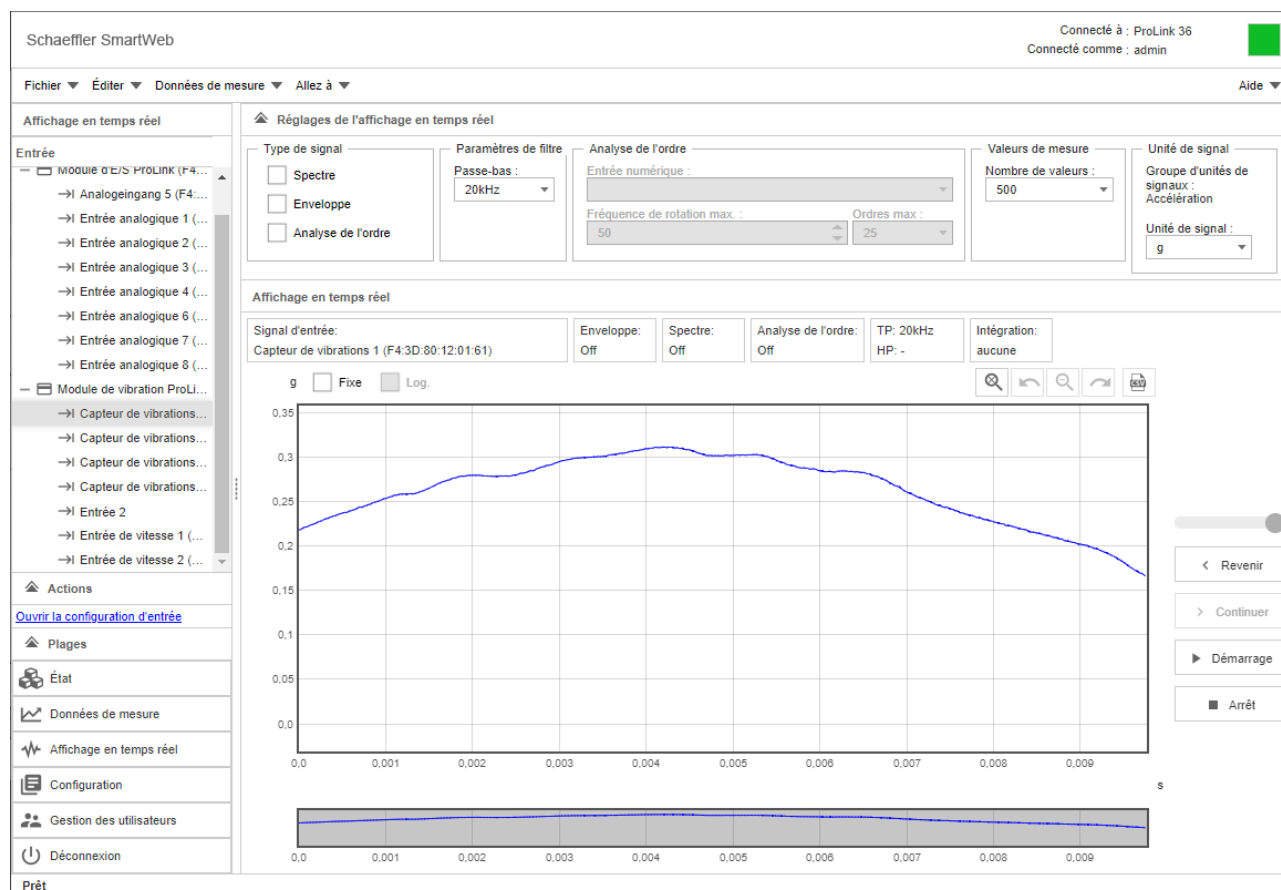 Schaeffler SmartWeb
Connecté à : ProLink 36
Connecté comme : admin
Fichier Éditer Données de mesure Allez à Aide
Affichage en temps réel
Entrée
Module d'E/S ProLink (F4...
Analogeingang 5 (F4:...
Entrée analogique 1 (...
Entrée analogique 2 (...
Entrée analogique 3 (...
Entrée analogique 4 (...
Entrée analogique 6 (...
Entrée analogique 7 (...
Entrée analogique 8 (...
Module de vibration ProLi...
Capteur de vibrations...
Capteur de vibrations...
Capteur de vibrations...
Capteur de vibrations...
Entrée 2
Entrée de vitesse 1 (...
Entrée de vitesse 2 (...
Actions
Ouvrir la configuration d'entrée
Plages
État
Données de mesure
Affichage en temps réel
Configuration
Gestion des utilisateurs
Déconnexion
Prêt
Réglages de l'affichage en temps réel
Type de signal
Spectre
Enveloppe
Analyse de l'ordre
Paramètres de filtre
Passe-bas :
20kHz
Analyse de l'ordre
Entrée numérique :
Fréquence de rotation max. :
50
Ordres max :
25
Valeurs de mesure
Nombre de valeurs :
500
Unité de signal
Groupe d'unités de
signaux :
Accélération
Unité de signal :
g
Affichage en temps réel
Signal d'entrée:
Capteur de vibrations 1 (F4:3D:80:12:01:61)
Enveloppe:
Off
Spectre:
Off
Analyse de l'ordre:
Off
TP: 20kHz
HP: -
Intégration:
aucune
g Fixe Log.
CSV
0,35
0,3
0,25
0,2
0,15
0,1
0,05
0,0
0,0 0,001 0,002 0,003 0,004 0,005 0,006 0,007 0,008 0,009
s
0,0 0,001 0,002 0,003 0,004 0,005 0,006 0,007 0,008 0,009
Revenir
Continuer
Démarrage
Arrêt